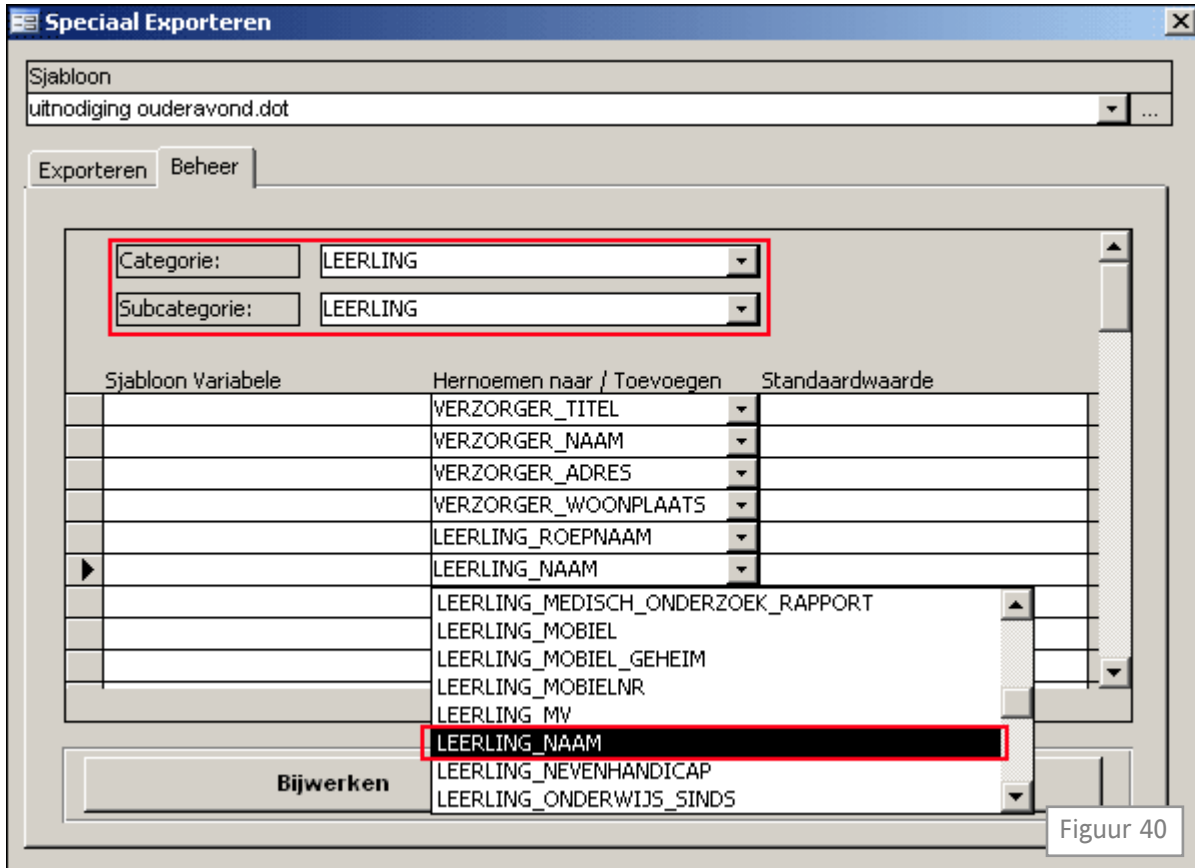 Speciaal Exporteren
Sjabloon
uitnodiging ouderavond.dot
...
Exporteren Beheer
Categorie: LEERLING
Subcategorie: LEERLING
Sjabloon Variabele Hernoemen naar / Toevoegen Standaardwaarde
VERZORGER_TITEL
VERZORGER_NAAM
VERZORGER_ADRES
VERZORGER_WOONPLAATS
LEERLING_ROEPNAAM
LEERLING_NAAM
LEERLING_MEDISCH_ONDERZOEK_RAPPORT
LEERLING_MOBIEL
LEERLING_MOBIEL_GEHEIM
LEERLING_MOBIELNR
LEERLING_MV
LEERLING_NAAM
LEERLING_NEVENHANDICAP
LEERLING_ONDERWIJS_SINDS
Bijwerken
Figuur 40